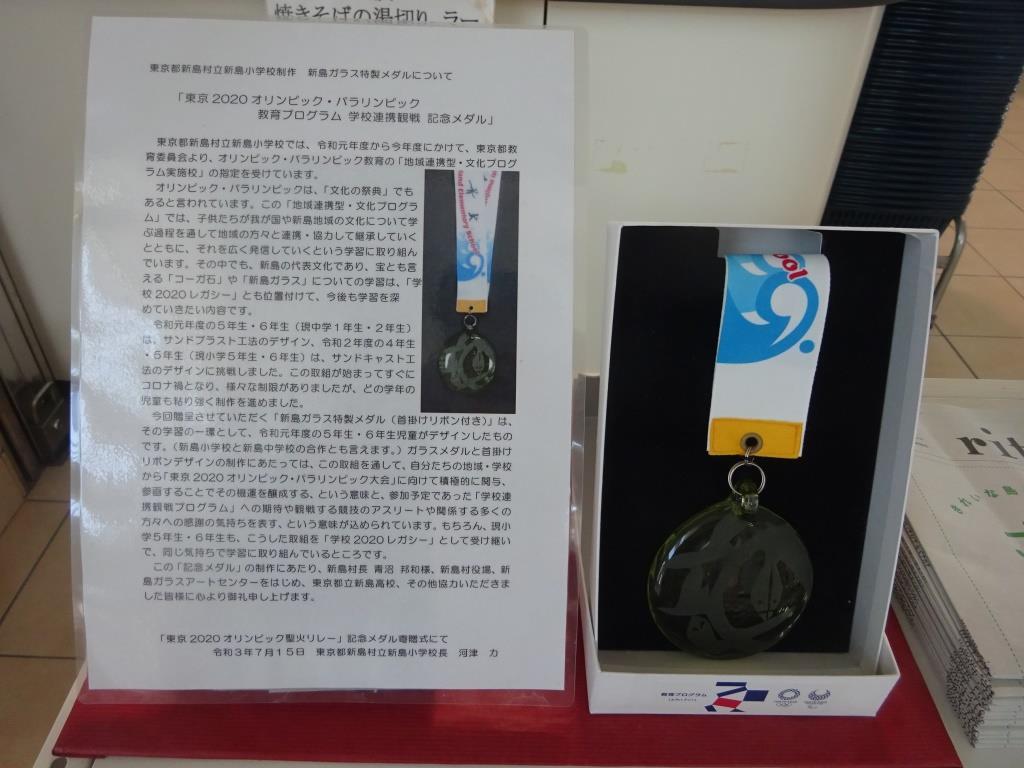 焼きそばの湯切り ラー
東京都新島村立新島小学校制作　新島ガラス特製メダルについて
「東京2020オリンピック・パラリンピック
教育プログラム 学校連携観戦 記念メダル」
東京都新島村立新島小学校では、令和元年度から今年度にかけて、東京都教
育委員会より、オリンピック・パラリンピック教育の「地域連携型・文化プログ
ラム実施校」の指定を受けています。
オリンピック・パラリンピックは、「文化の祭典」でも
あると言われています。この「地域連携型・文化プログラ
ム」では、子供たちが我が国や新島地域の文化について学
ぶ過程を通して地域の方々と連携・協力して継承していく
とともに、それを広く発信していくという学習に取り組ん
でいます。その中でも、新島の代表文化であり、宝とも言
える「コーガ石」や「新島ガラス」についての学習は、「学
校2020レガシー」とも位置付けて、今後も学習を深
めていきたい内容です。
令和元年度の5年生・6年生（現中学1年生・2年生）
は、サンドブラスト工法のデザイン、令和2年度の4年生
・5年生（現小学5年生・6年生）は、サンドキャスト工
法のデザインに挑戦しました。この取組が始まってすぐに
コロナ禍となり、様々な制限がありましたが、どの学年の
児童も粘り強く制作を進めました。
今回贈呈させていただく「新島ガラス特製メダル（首掛けリボン付き）」は、
その学習の一環として、令和元年度の5年生・6年生児童がデザインしたもの
です。（新島小学校と新島中学校の合作とも言えます。）ガラスメダルと首掛け
リボンデザインの制作にあたっては、この取組を通して、自分たちの地域・学校
から「東京2020オリンピック・パラリンピック大会」に向けて積極的に関与、
参画することでその機運を醸成する、という意味と、参加予定であった「学校連
携観戦プログラム」への期待や観戦する競技のアスリートや関係する多くの
方々への感謝の気持ちを表す、という意味が込められています。もちろん、現小
学5年生・6年生も、こうした取組を「学校2020レガシー」として受け継い
で、同じ気持ちで学習に取り組んでいるところです。
この「記念メダル」の制作にあたり、新島村長 青沼 邦和様、新島村役場、新
島ガラスアートセンターをはじめ、東京都立新島高校、その他協力いただきま
した皆様に心より御礼申し上げます。
「東京2020オリンピック聖火リレー」記念メダル寄贈式にて
令和3年7月15日　東京都新島村立新島小学校長　河津　力
land Elementary Scho
ool
教育プログラム
rit
きれいな島